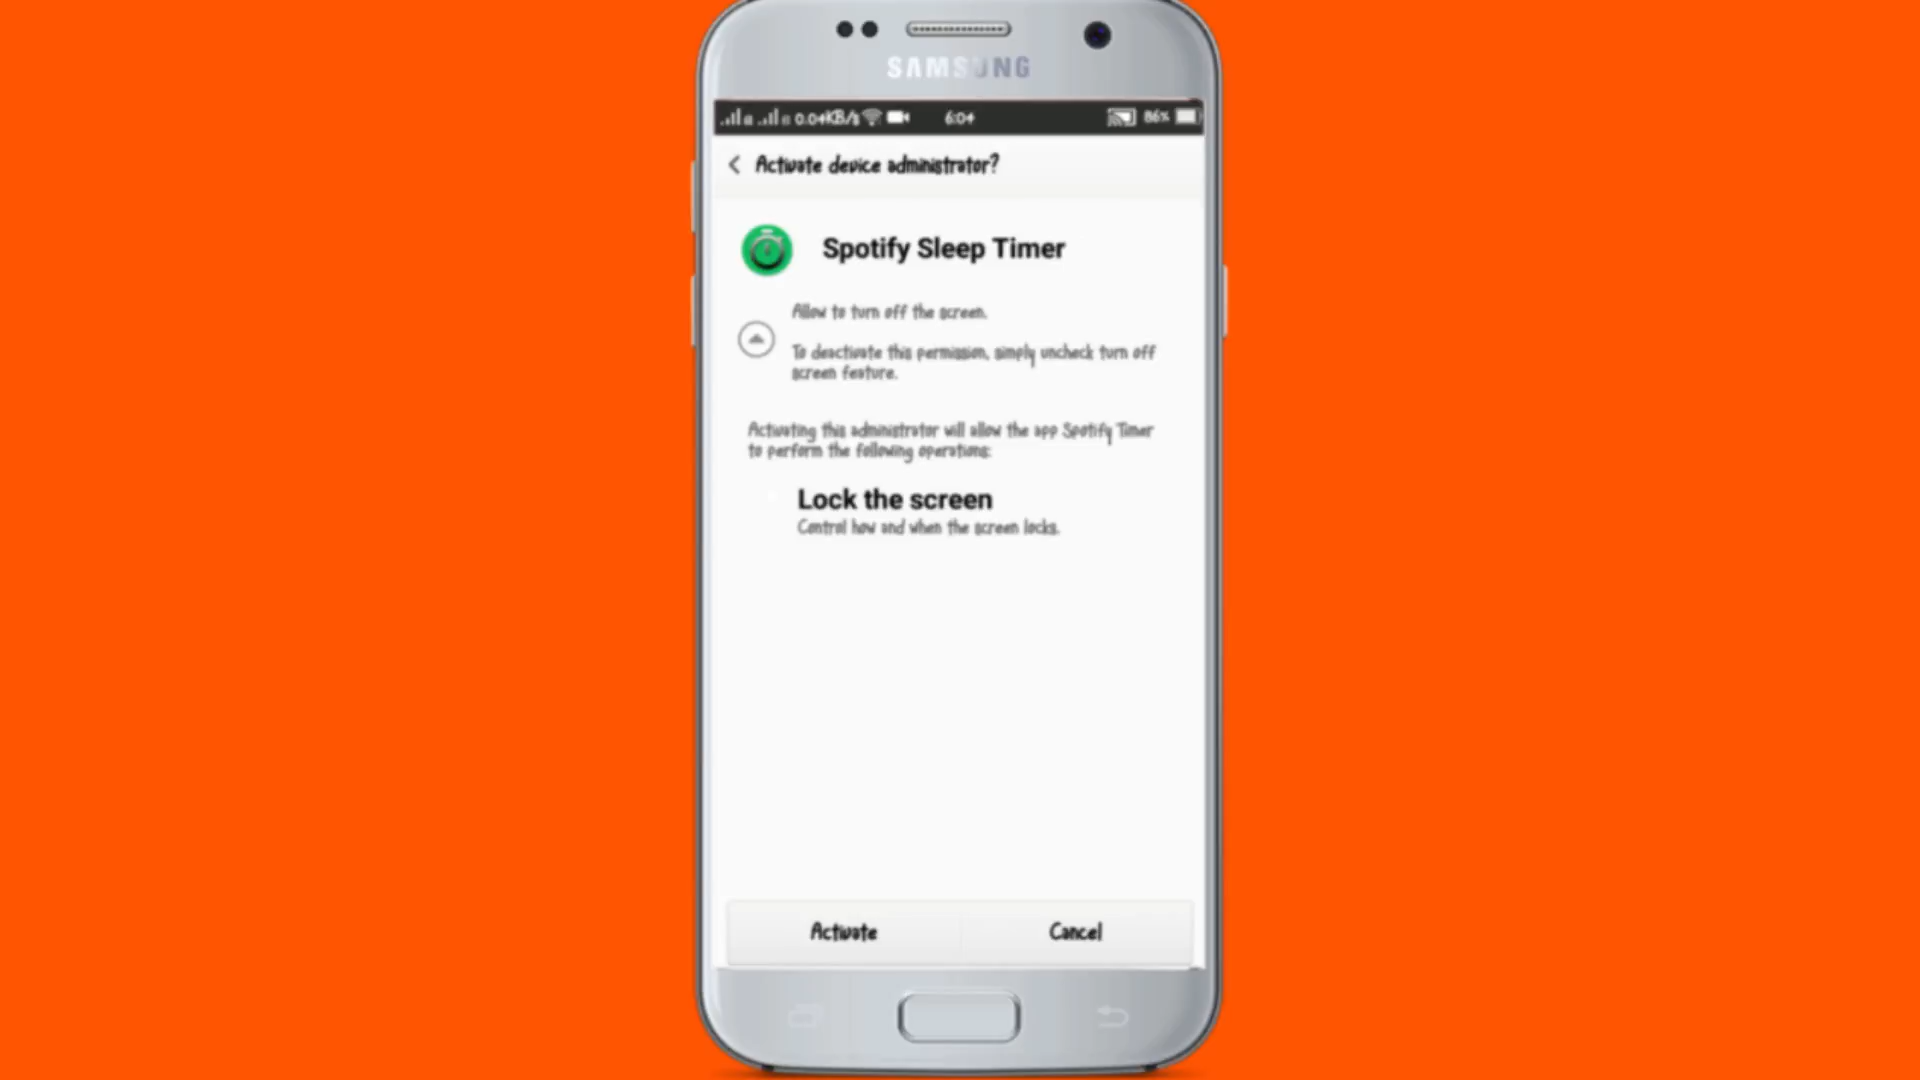 SAMSUNG
0.04KB/s 6:04 86%
Activate device administrator?
Spotify Sleep Timer
Allow to turn off the screen.
To deactivate this permission, simply uncheck turn off
screen feature.
Activating this administrator will allow the app Spotify Timer
to perform the following operations:
Lock the screen
Control how and when the screen locks.
Activate Cancel